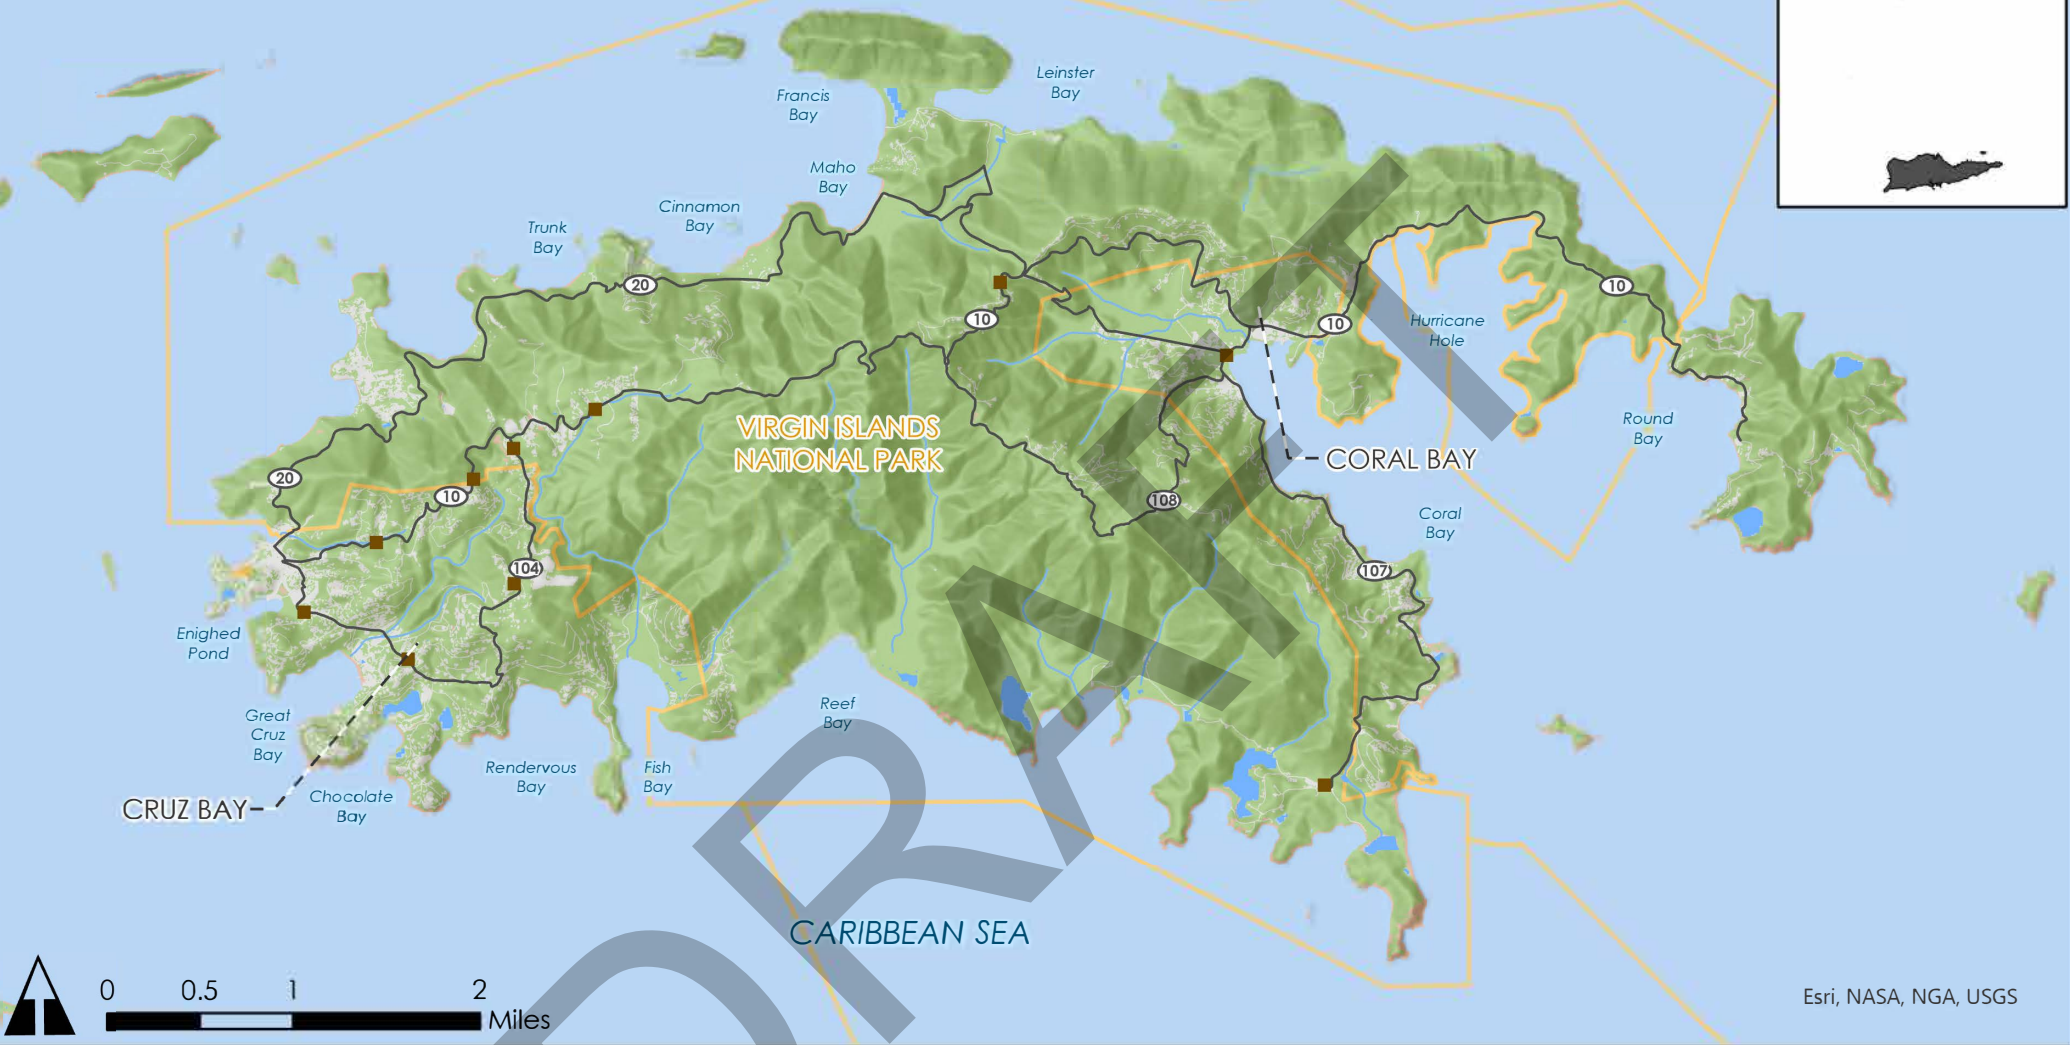 Leinster
Bay
Francis
Bay
Maho
Bay
Cinnamon
Bay
Trunk
Bay
20
10
10
10
Hurricane
Hole
VIRGIN ISLANDS
NATIONAL PARK
Round
Bay
CORAL BAY
20
10
108
Coral
Bay
104
107
Enighed
Pond
Great
Cruz
Bay
Reef
Bay
Rendervous
Bay
Fish
Bay
CRUZ BAY
Chocolate
Bay
CARIBBEAN SEA
0 0.5 1 2
Miles
Esri, NASA, NGA, USGS
DRAFT